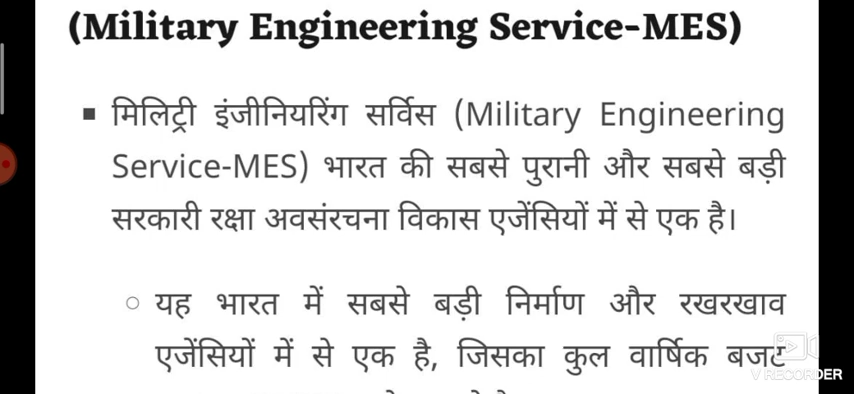 (Military Engineering Service-MES)
▪ मिलिट्री इंजीनियरिंग सर्विस (Military Engineering
Service-MES) भारत की सबसे पुरानी और सबसे बड़ी
सरकारी रक्षा अवसंरचना विकास एजेंसियों में से एक है।
○ यह भारत में सबसे बड़ी निर्माण और रखरखाव
एजेंसियों में से एक है, जिसका कुल वार्षिक बजट
V RECORDER